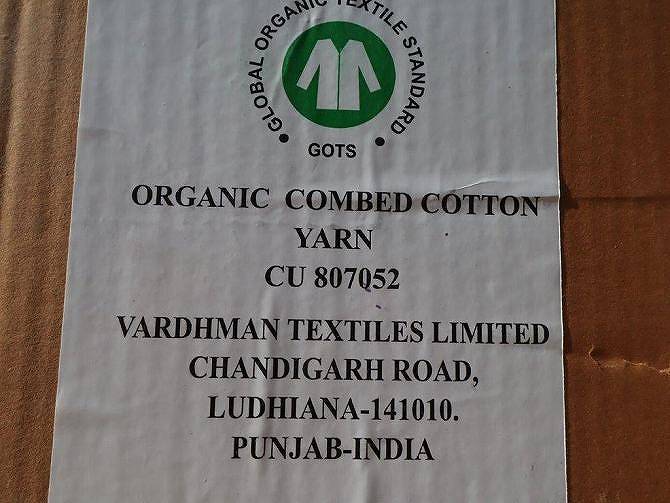 GLOBAL ORGANIC TEXTILE STANDARD
GOTS
ORGANIC COMBED COTTON
YARN
CU 807052
VARDHMAN TEXTILES LIMITED
CHANDIGARH ROAD,
LUDHIANA-141010.
PUNJAB-INDIA